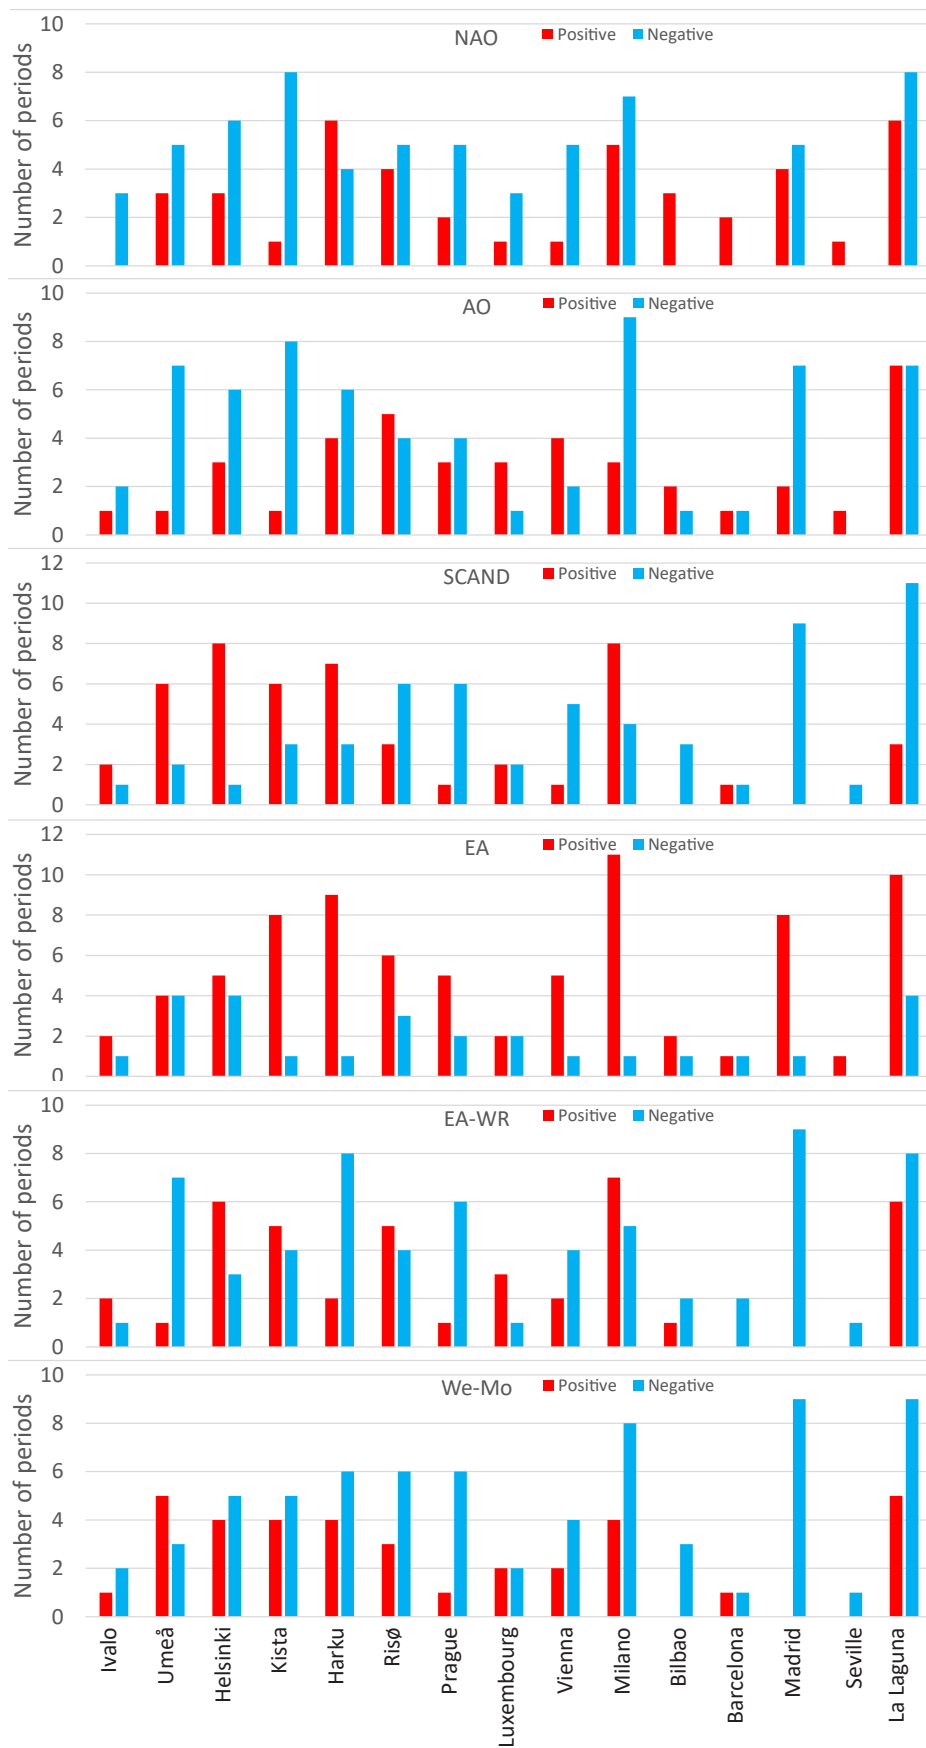 NAO
Positive Negative
Number of periods
10
8
6
4
2
0
AO
Positive Negative
Number of periods
10
8
6
4
2
0
SCAND
Positive Negative
Number of periods
12
10
8
6
4
2
0
EA
Positive Negative
Number of periods
12
10
8
6
4
2
0
EA-WR
Positive Negative
Number of periods
10
8
6
4
2
0
We-Mo
Positive Negative
Number of periods
10
8
6
4
2
0
Ivalo
Umeå
Helsinki
Kista
Harku
Risø
Prague
Luxembourg
Vienna
Milano
Bilbao
Barcelona
Madrid
Seville
La Laguna